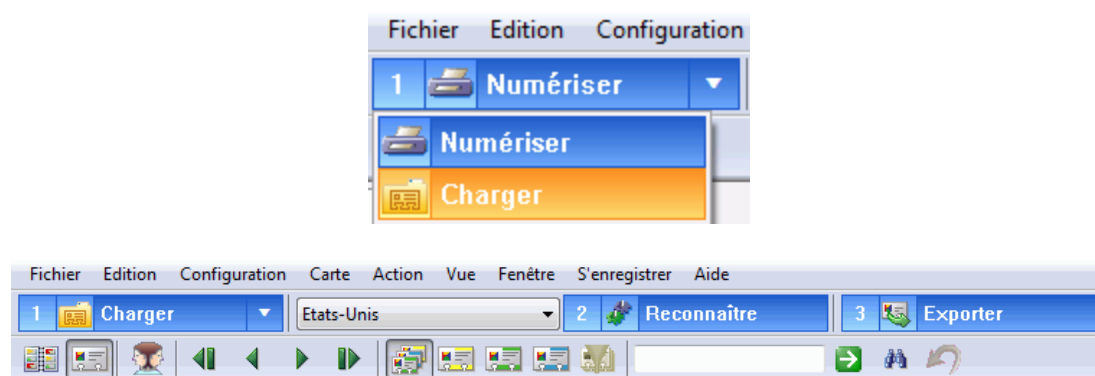 Fichier Edition Configuration
1 Numériser
Numériser
Charger
Fichier Edition Configuration Carte Action Vue Fenêtre S'enregistrer Aide
1 Charger Etats-Unis 2 Reconnaître 3 Exporter